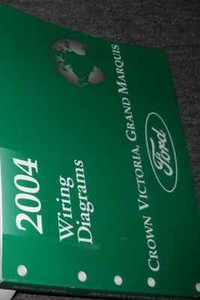 2004
Wiring
Diagrams
CROWN VICTORIA, GRAND MARQUIS
Ford